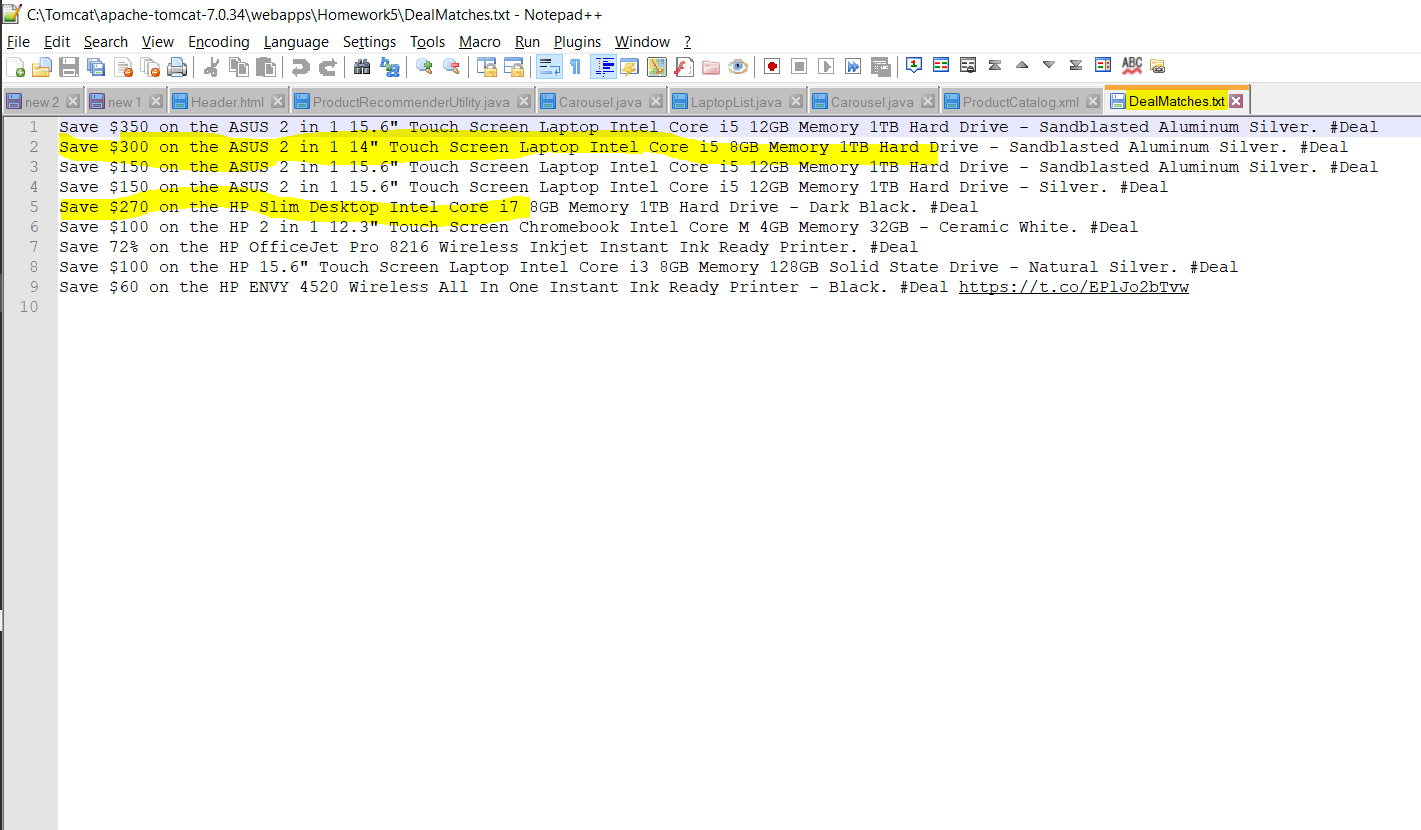 C:\Tomcat\apache-tomcat-7.0.34\webapps\Homework5\DealMatches.txt - Notepad++
File Edit Search View Encoding Language Settings Tools Macro Run Plugins Window ?
ABC
new 2 new 1 Header.html ProductRecommenderUtility.java Carousel.java LaptopList.java Carousel.java ProductCatalog.xml DealMatches.txt
1 Save $350 on the ASUS 2 in 1 15.6" Touch Screen Laptop Intel Core i5 12GB Memory 1TB Hard Drive - Sandblasted Aluminum Silver. #Deal
2 Save $300 on the ASUS 2 in 1 14" Touch Screen Laptop Intel Core i5 8GB Memory 1TB Hard Drive - Sandblasted Aluminum Silver. #Deal
3 Save $150 on the ASUS 2 in 1 15.6" Touch Screen Laptop Intel Core i5 12GB Memory 1TB Hard Drive - Sandblasted Aluminum Silver. #Deal
4 Save $150 on the ASUS 2 in 1 15.6" Touch Screen Laptop Intel Core i5 12GB Memory 1TB Hard Drive - Silver. #Deal
5 Save $270 on the HP Slim Desktop Intel Core i7 8GB Memory 1TB Hard Drive - Dark Black. #Deal
6 Save $100 on the HP 2 in 1 12.3" Touch Screen Chromebook Intel Core M 4GB Memory 32GB - Ceramic White. #Deal
7 Save 72% on the HP OfficeJet Pro 8216 Wireless Inkjet Instant Ink Ready Printer. #Deal
8 Save $100 on the HP 15.6" Touch Screen Laptop Intel Core i3 8GB Memory 128GB Solid State Drive - Natural Silver. #Deal
9 Save $60 on the HP ENVY 4520 Wireless All In One Instant Ink Ready Printer - Black. #Deal https://t.co/EPlJo2bTvw
10